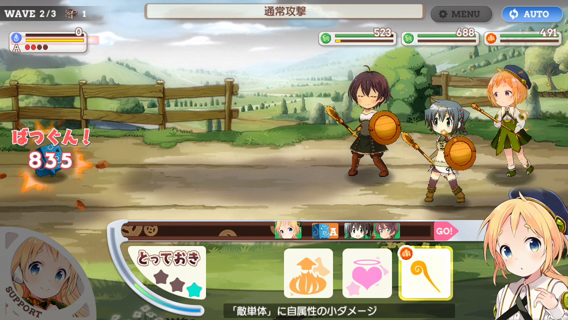 WAVE 2/3 1
通常攻撃
MENU
AUTO
0
A
523
688
491
ばつぐん!
835
A
GO!
とっておき
SUPPORT
「敵単体」に自属性の小ダメージ